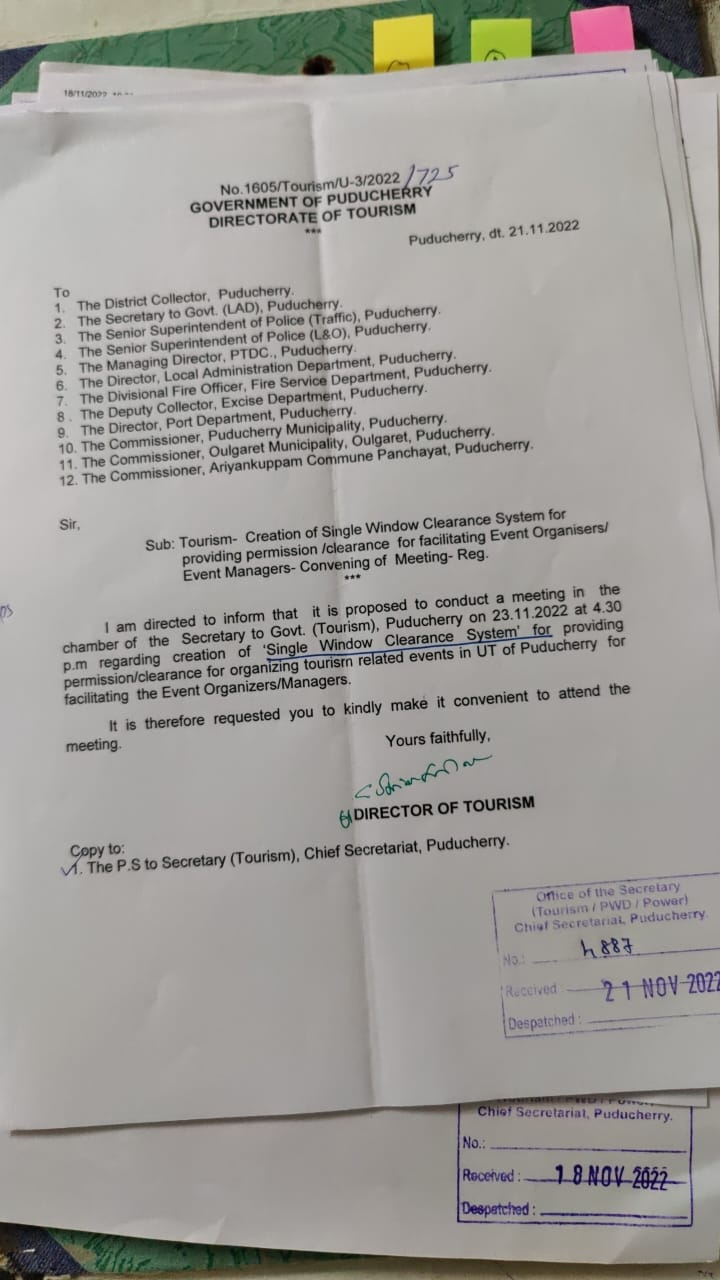 18/11/2022
No.1605/Tourism/U-3/2022/1725
GOVERNMENT OF PUDUCHERRY
DIRECTORATE OF TOURISM
***
Puducherry, dt. 21.11.2022
To
1. The District Collector, Puducherry.
2. The Secretary to Govt. (LAD), Puducherry.
3. The Senior Superintendent of Police (Traffic), Puducherry.
4. The Senior Superintendent of Police (L&O), Puducherry.
5. The Managing Director, PTDC., Puducherry.
6. The Director, Local Administration Department, Puducherry.
7. The Divisional Fire Officer, Fire Service Department, Puducherry.
8. The Deputy Collector, Excise Department, Puducherry.
9. The Director, Port Department, Puducherry.
10. The Commissioner, Puducherry Municipality, Puducherry.
11. The Commissioner, Oulgaret Municipality, Oulgaret, Puducherry.
12. The Commissioner, Ariyankuppam Commune Panchayat, Puducherry.
Sir,
Sub: Tourism- Creation of Single Window Clearance System for
providing permission /clearance for facilitating Event Organisers/
Event Managers- Convening of Meeting- Reg.
***
I am directed to inform that it is proposed to conduct a meeting in the
chamber of the Secretary to Govt. (Tourism), Puducherry on 23.11.2022 at 4.30
p.m regarding creation of 'Single Window Clearance System' for providing
permission/clearance for organizing tourism related events in UT of Puducherry for
facilitating the Event Organizers/Managers.
It is therefore requested you to kindly make it convenient to attend the
meeting.
Yours faithfully,
DIRECTOR OF TOURISM
Copy to:
1. The P.S to Secretary (Tourism), Chief Secretariat, Puducherry.
Office of the Secretary
(Tourism / PWD / Power)
Chief Secretariat, Puducherry.
No.: 4887
Received 21 NOV 2022
Despatched :
Chief Secretariat, Puducherry.
No.:
Received : 18 NOV 2022
Despatched :